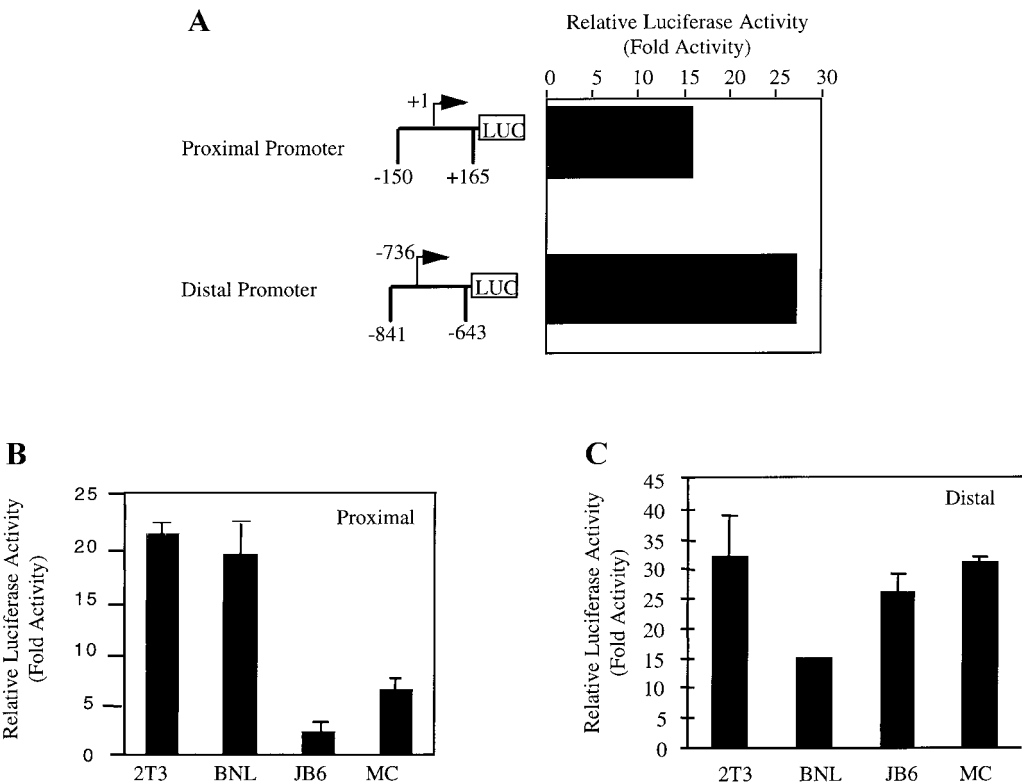 A
Relative Luciferase Activity
(Fold Activity)
0 5 10 15 20 25 30
+1
LUC
Proximal Promoter
-150 +165
-736
LUC
Distal Promoter
-841 -643
B
Relative Luciferase Activity
(Fold Activity)
25
20
15
10
5
0
Proximal
2T3 BNL JB6 MC
C
Relative Luciferase Activity
(Fold Activity)
45
40
35
30
25
20
15
10
5
0
Distal
2T3 BNL JB6 MC